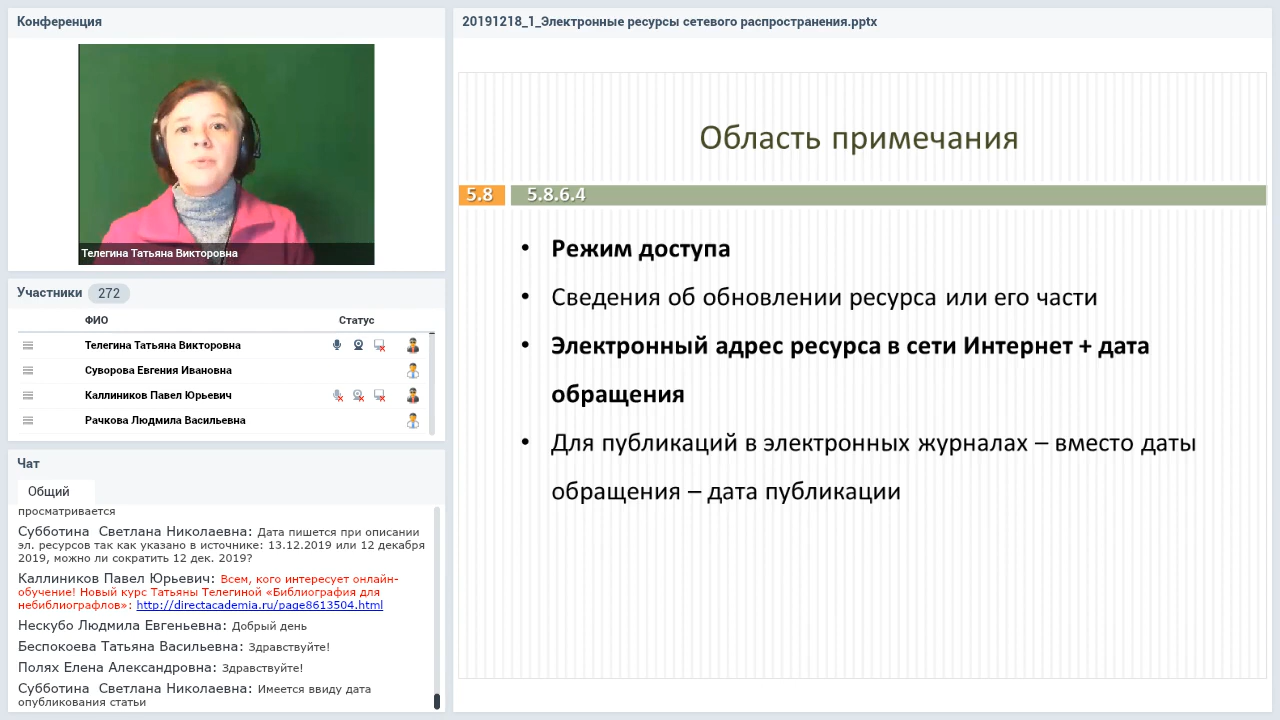 Конференция
Телегина Татьяна Викторовна
Участники 272
ФИО Статус
Телегина Татьяна Викторовна
Суворова Евгения Ивановна
Каллиников Павел Юрьевич
Рачкова Людмила Васильевна
Чат
Общий
просматривается
Субботина Светлана Николаевна: Дата пишется при описании
эл. ресурсов так как указано в источнике: 13.12.2019 или 12 декабря
2019, можно ли сократить 12 дек. 2019?
Каллиников Павел Юрьевич: Всем, кого интересует онлайн-
обучение! Новый курс Татьяны Телегиной «Библиография для
небиблиографлов»: http://directacademia.ru/page8613504.html
Нескубо Людмила Евгеньевна: Добрый день
Беспокоева Татьяна Васильевна: Здравствуйте!
Полях Елена Александровна: Здравствуйте!
Субботина Светлана Николаевна: Имеется ввиду дата
опубликования статьи
20191218_1_Электронные ресурсы сетевого распространения.pptx
Область примечания
5.8 5.8.6.4
• Режим доступа
• Сведения об обновлении ресурса или его части
• Электронный адрес ресурса в сети Интернет + дата
обращения
• Для публикаций в электронных журналах – вместо даты
обращения – дата публикации